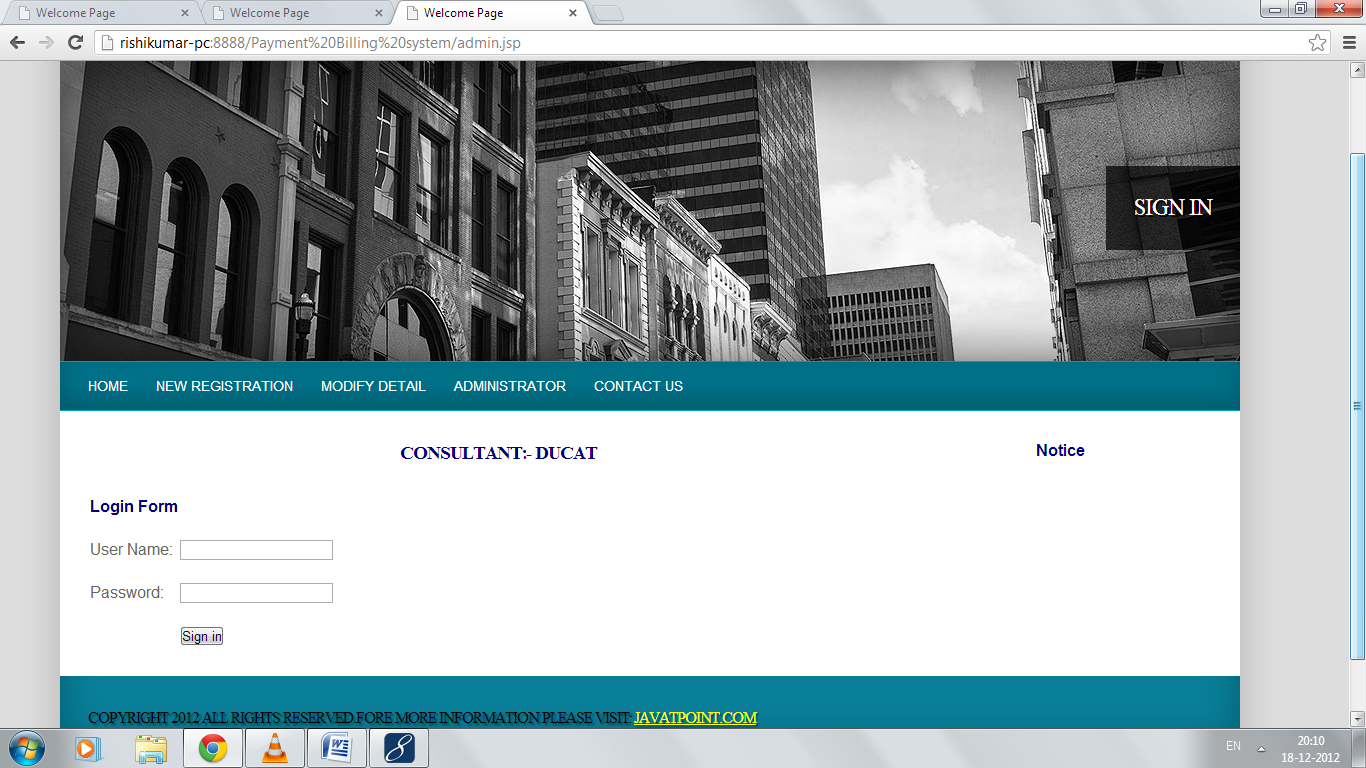 Welcome Page Welcome Page Welcome Page
rishikumar-pc:8888/Payment%20Billing%20system/admin.jsp
SIGN IN
HOME NEW REGISTRATION MODIFY DETAIL ADMINISTRATOR CONTACT US
CONSULTANT:- DUCAT
Notice
Login Form
User Name:
Password:
Sign in
COPYRIGHT 2012 ALL RIGHTS RESERVED.FORE MORE INFORMATION PLEASE VISIT: JAVATPOINT.COM
EN
20:10
18-12-2012